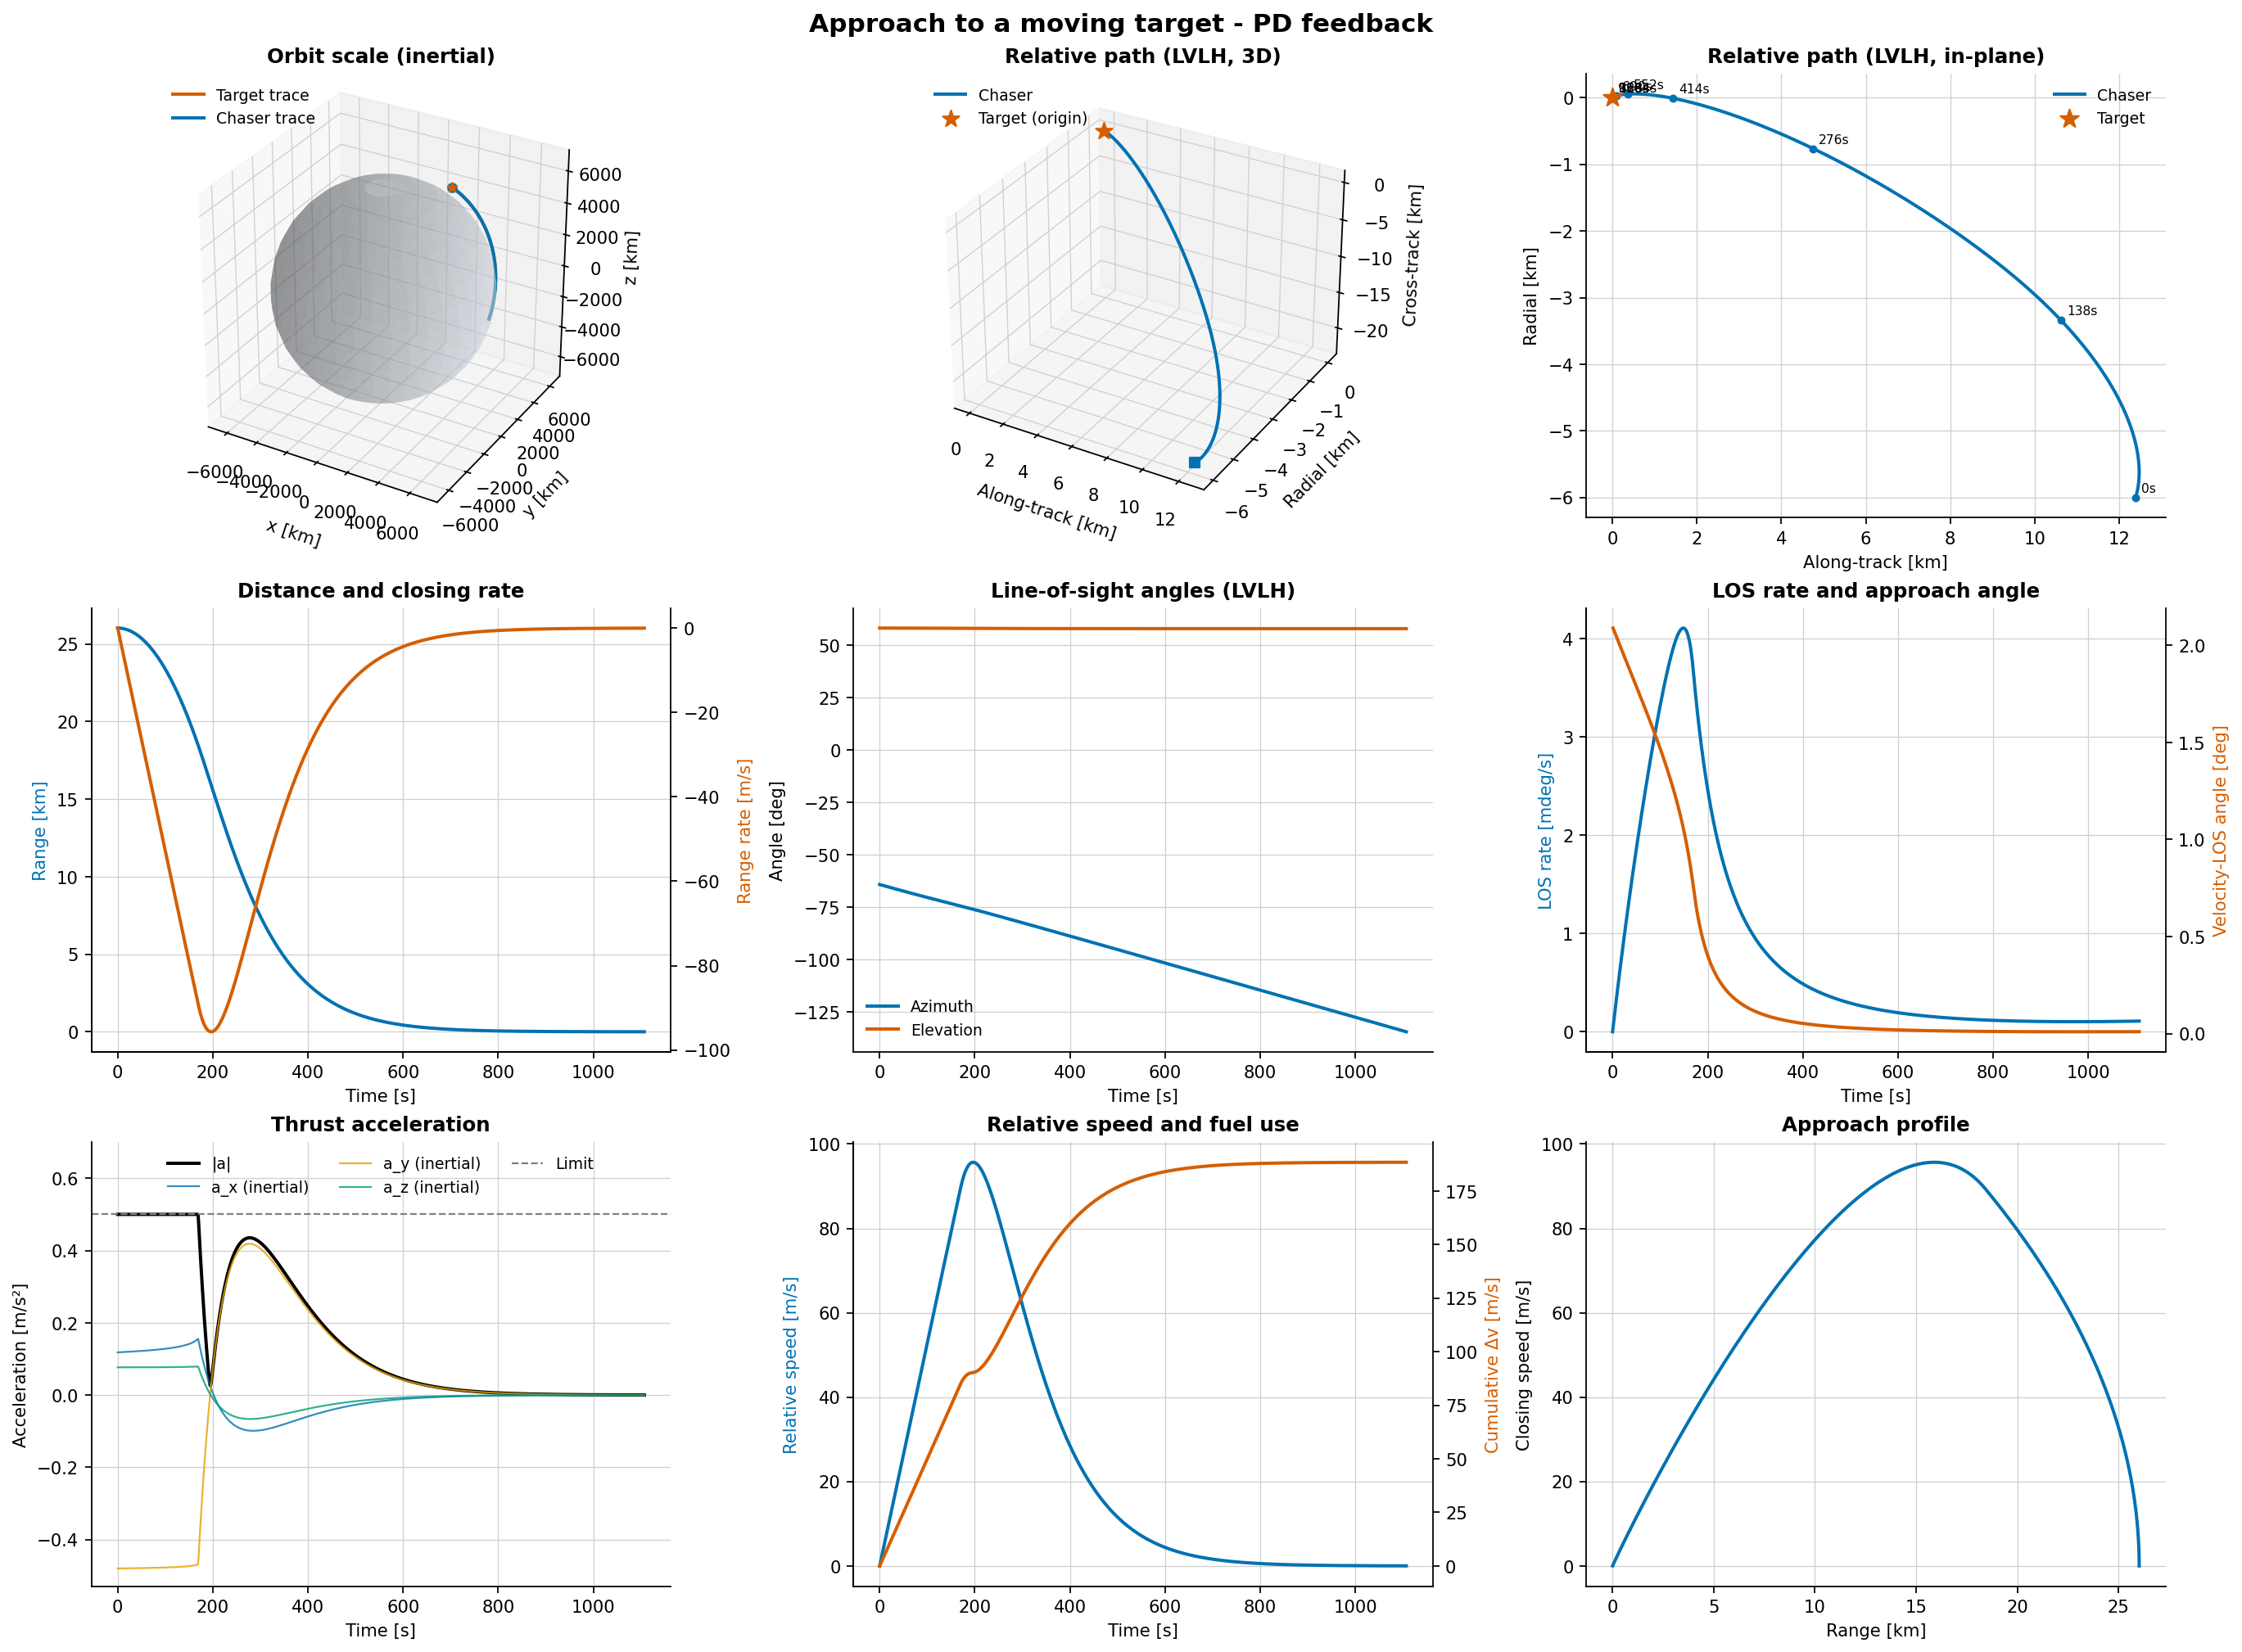 Approach to a moving target - PD feedback
Orbit scale (inertial)
Target trace
Chaser trace
6000
4000
2000
0
−2000
−4000
−6000
z [km]
−6000
−4000
−2000
0
2000
4000
6000
x [km]
6000
4000
2000
0
−2000
−4000
−6000
y [km]
Relative path (LVLH, 3D)
Chaser
Target (origin)
0
−5
−10
−15
−20
Cross-track [km]
0
2
4
6
8
10
12
Along-track [km]
0
−1
−2
−3
−4
−5
−6
Radial [km]
Relative path (LVLH, in-plane)
Chaser
Target
552s
414s
276s
138s
0s
0
−1
−2
−3
−4
−5
−6
Radial [km]
0 2 4 6 8 10 12
Along-track [km]
Distance and closing rate
25
20
15
10
5
0
Range [km]
0
−20
−40
−60
−80
−100
Range rate [m/s]
0 200 400 600 800 1000
Time [s]
Line-of-sight angles (LVLH)
50
25
0
−25
−50
−75
−100
−125
Angle [deg]
Azimuth
Elevation
0 200 400 600 800 1000
Time [s]
LOS rate and approach angle
4
3
2
1
0
LOS rate [mdeg/s]
2.0
1.5
1.0
0.5
0.0
Velocity-LOS angle [deg]
0 200 400 600 800 1000
Time [s]
Thrust acceleration
|a|
a_x (inertial)
a_y (inertial)
a_z (inertial)
Limit
0.6
0.4
0.2
0.0
−0.2
−0.4
Acceleration [m/s²]
0 200 400 600 800 1000
Time [s]
Relative speed and fuel use
100
80
60
40
20
0
Relative speed [m/s]
175
150
125
100
75
50
25
0
Cumulative Δv [m/s]
0 200 400 600 800 1000
Time [s]
Approach profile
100
80
60
40
20
0
Closing speed [m/s]
0 5 10 15 20 25
Range [km]